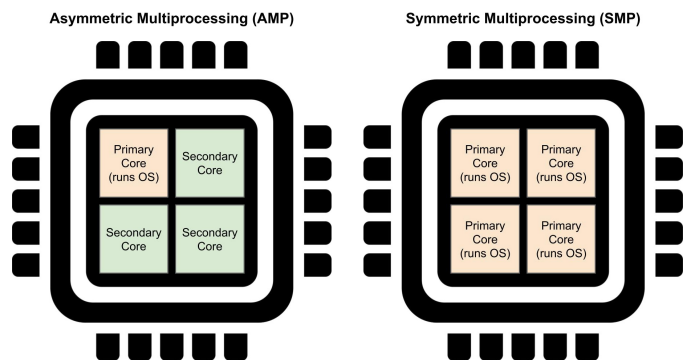 Asymmetric Multiprocessing (AMP)
Primary
Core
(runs OS)
Secondary
Core
Secondary
Core
Secondary
Core
Symmetric Multiprocessing (SMP)
Primary
Core
(runs OS)
Primary
Core
(runs OS)
Primary
Core
(runs OS)
Primary
Core
(runs OS)